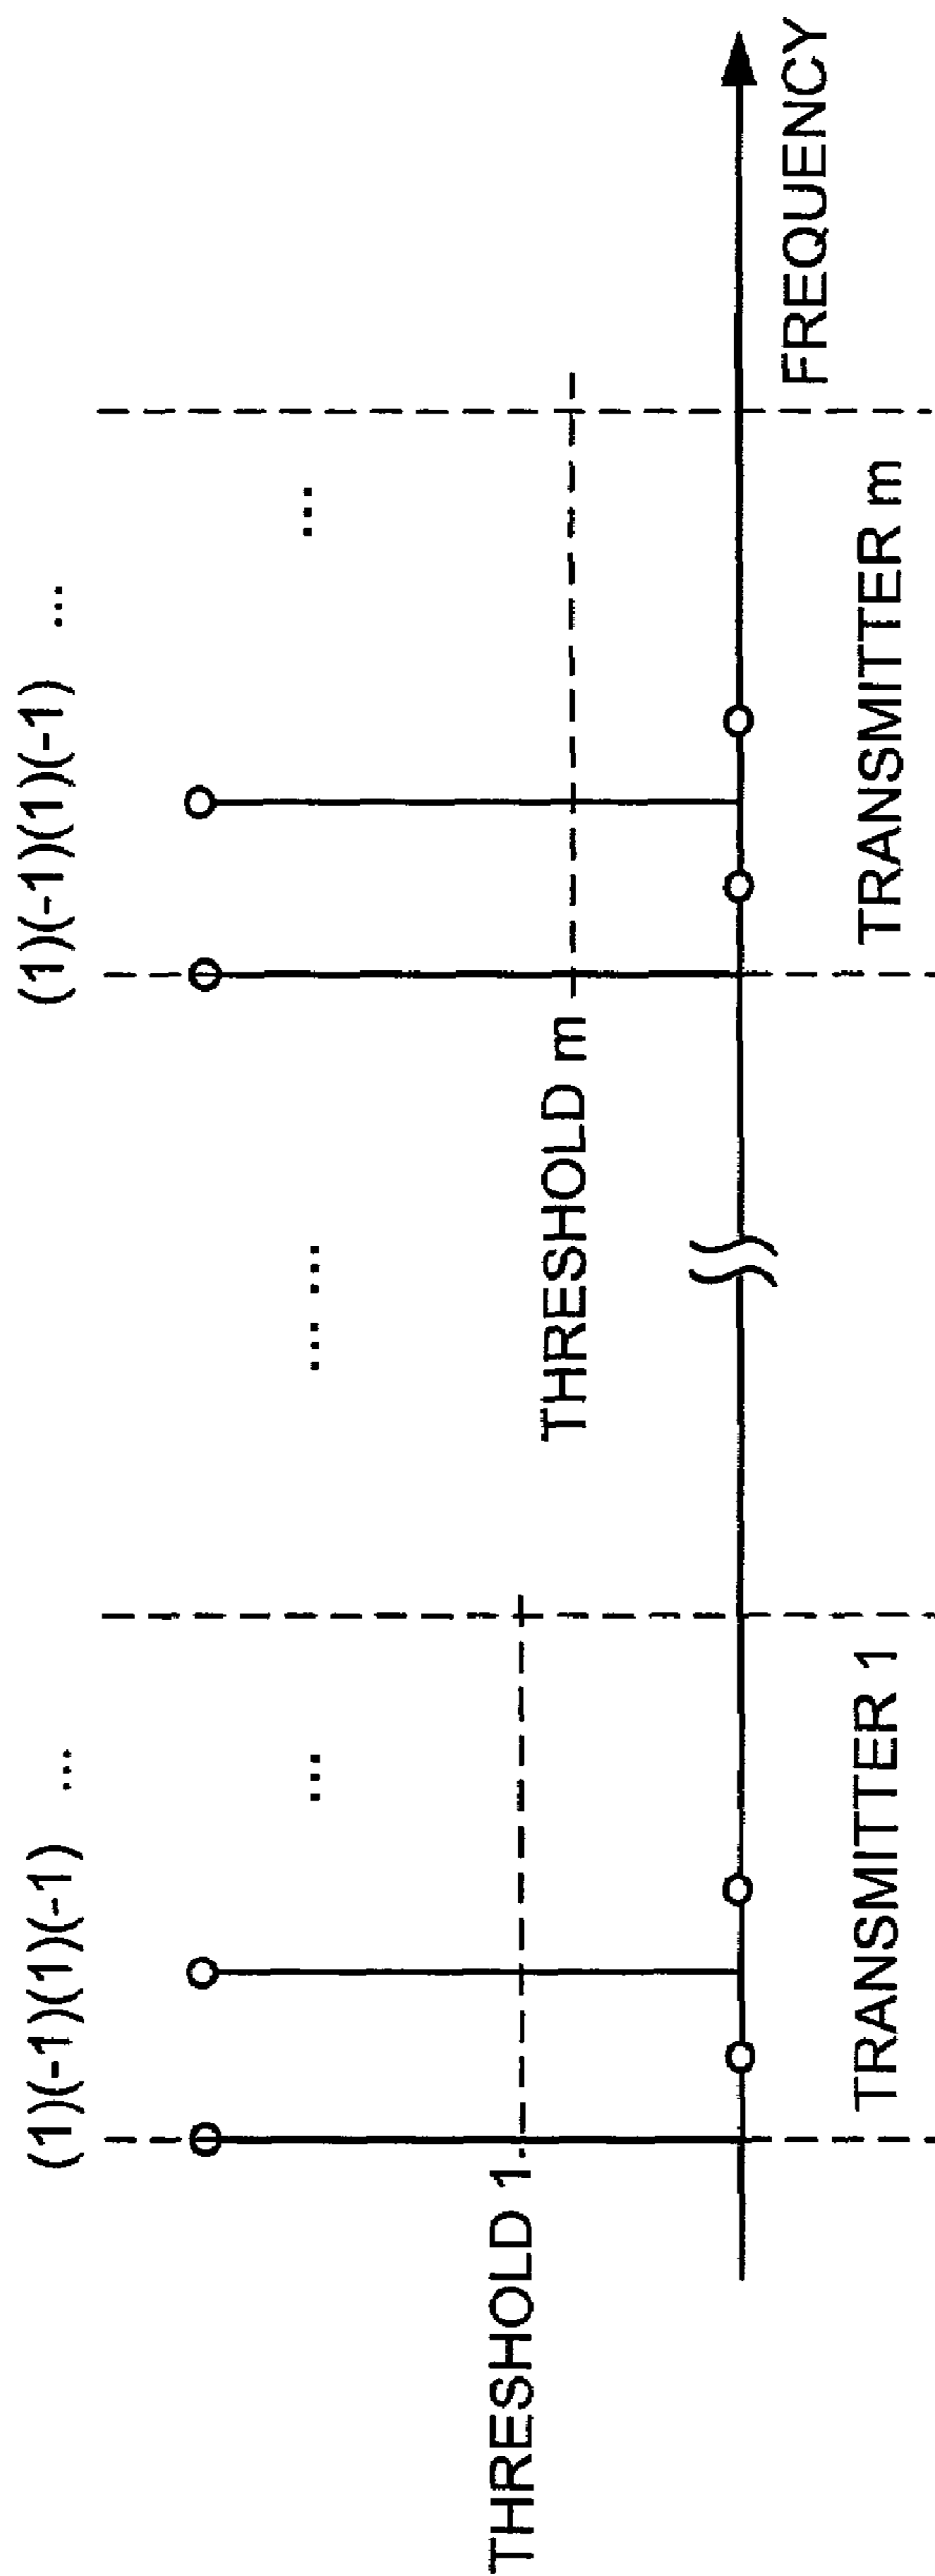 (1)(-1)(1)(-1) ...
(1)(-1)(1)(-1) ...
...
... ...
...
THRESHOLD 1
THRESHOLD m
FREQUENCY
TRANSMITTER 1
TRANSMITTER m